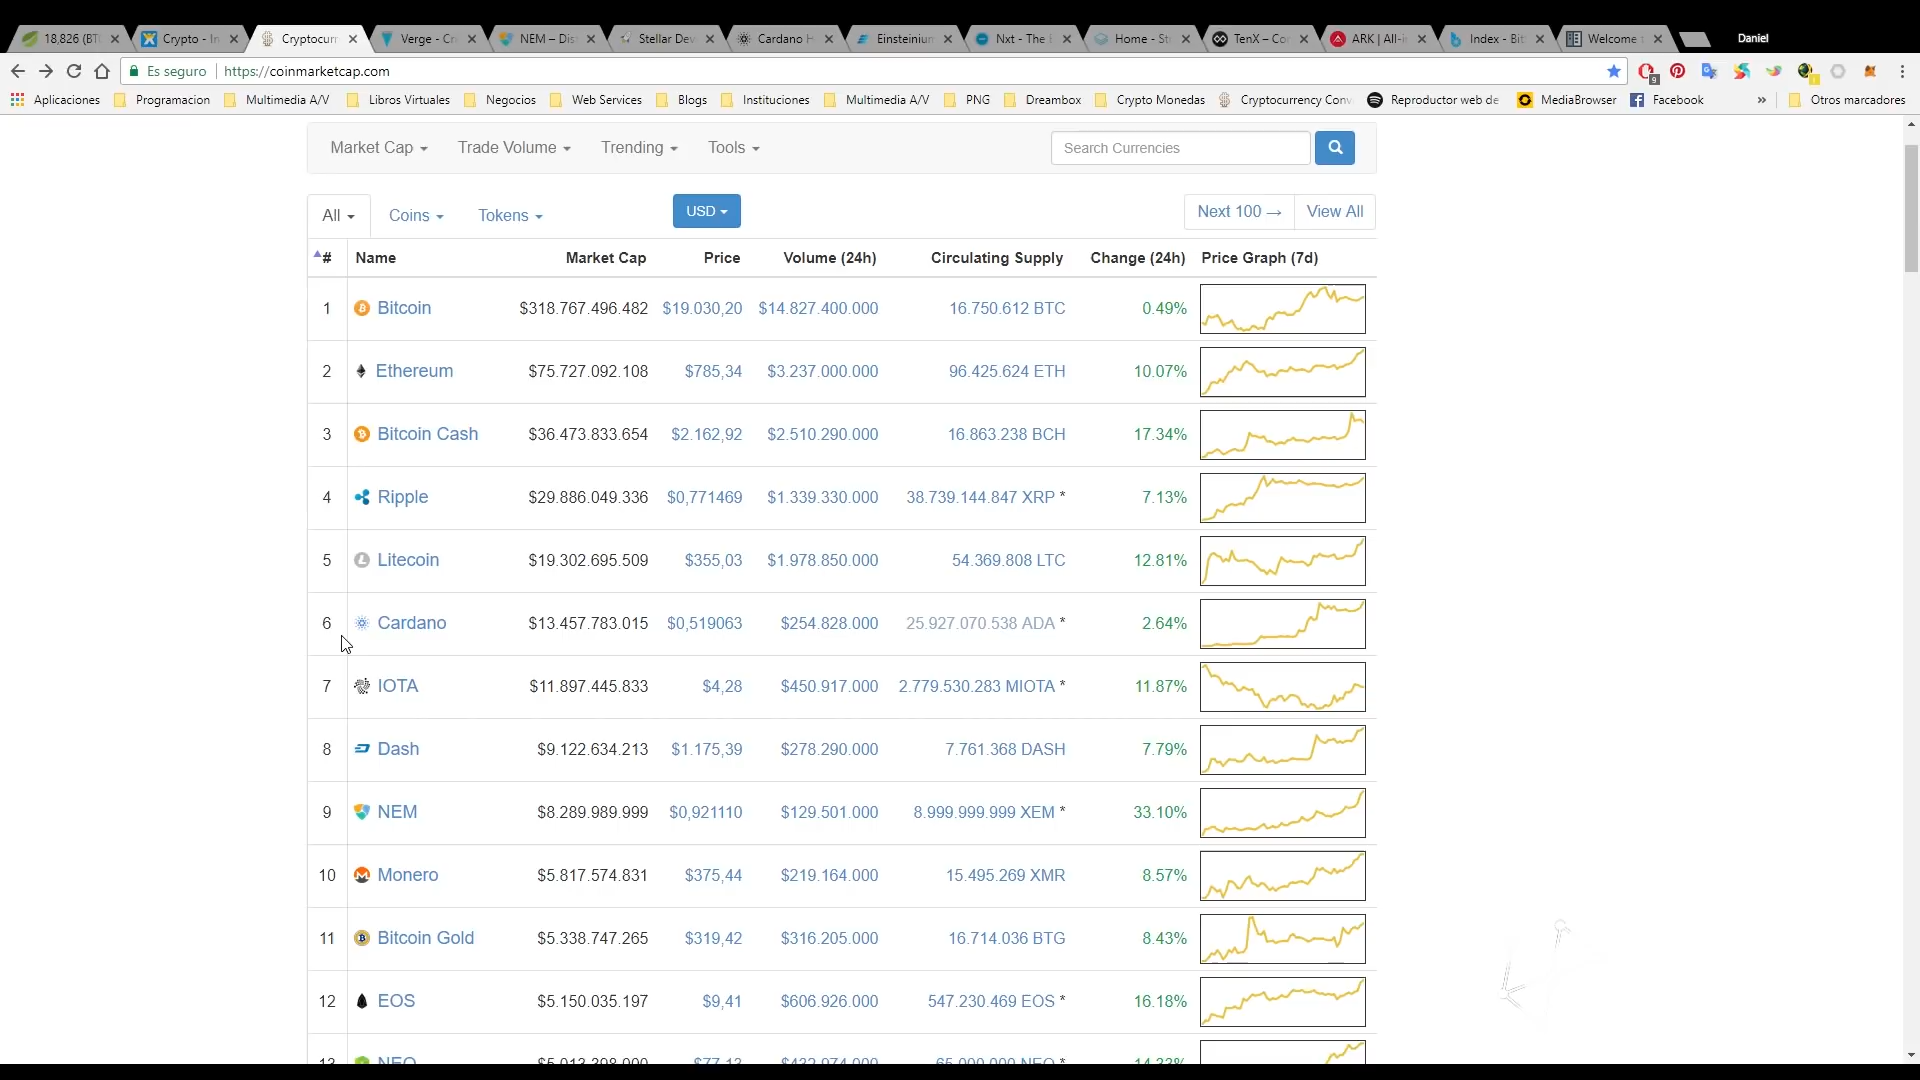 18,826 (BT
Crypto - In
Cryptocurr
Verge - Cr
NEM – Dis
Stellar Dev
Cardano H
Einsteiniun
Nxt - The
Home - St
TenX – Cor
ARK | All-i
Index - Bit
Welcome t
Daniel
Es seguro
https://coinmarketcap.com
9
Aplicaciones
Programacion
Multimedia A/V
Libros Virtuales
Negocios
Web Services
Blogs
Instituciones
Multimedia A/V
PNG
Dreambox
Crypto Monedas
Cryptocurrency Conv
Reproductor web de
MediaBrowser
Facebook
»
Otros marcadores
Market Cap
Trade Volume
Trending
Tools
Search Currencies
All
Coins
Tokens
USD
Next 100 →
View All
# Name Market Cap Price Volume (24h) Circulating Supply Change (24h) Price Graph (7d)
1 Bitcoin $318.767.496.482 $19.030,20 $14.827.400.000 16.750.612 BTC 0.49%
2 Ethereum $75.727.092.108 $785,34 $3.237.000.000 96.425.624 ETH 10.07%
3 Bitcoin Cash $36.473.833.654 $2.162,92 $2.510.290.000 16.863.238 BCH 17.34%
4 Ripple $29.886.049.336 $0,771469 $1.339.330.000 38.739.144.847 XRP * 7.13%
5 Litecoin $19.302.695.509 $355,03 $1.978.850.000 54.369.808 LTC 12.81%
6 Cardano $13.457.783.015 $0,519063 $254.828.000 25.927.070.538 ADA * 2.64%
7 IOTA $11.897.445.833 $4,28 $450.917.000 2.779.530.283 MIOTA * 11.87%
8 Dash $9.122.634.213 $1.175,39 $278.290.000 7.761.368 DASH 7.79%
9 NEM $8.289.989.999 $0,921110 $129.501.000 8.999.999.999 XEM * 33.10%
10 Monero $5.817.574.831 $375,44 $219.164.000 15.495.269 XMR 8.57%
11 Bitcoin Gold $5.338.747.265 $319,42 $316.205.000 16.714.036 BTG 8.43%
12 EOS $5.150.035.197 $9,41 $606.926.000 547.230.469 EOS * 16.18%
13 NEO